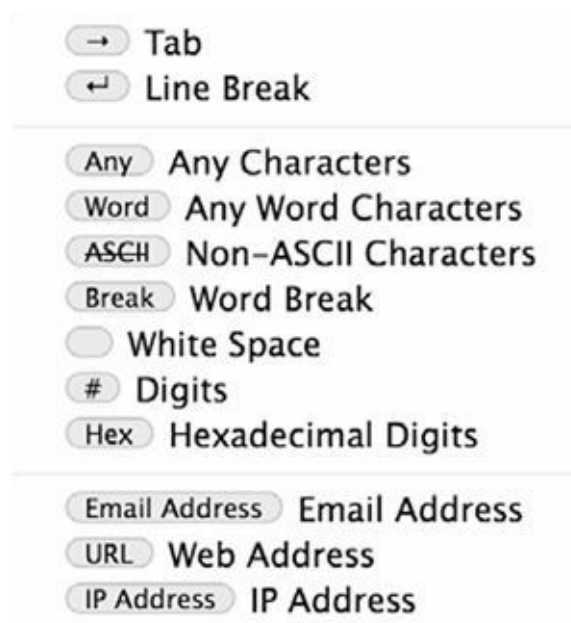 → Tab
↵ Line Break
Any Any Characters
Word Any Word Characters
ASCII Non-ASCII Characters
Break Word Break
White Space
# Digits
Hex Hexadecimal Digits
Email Address Email Address
URL Web Address
IP Address IP Address